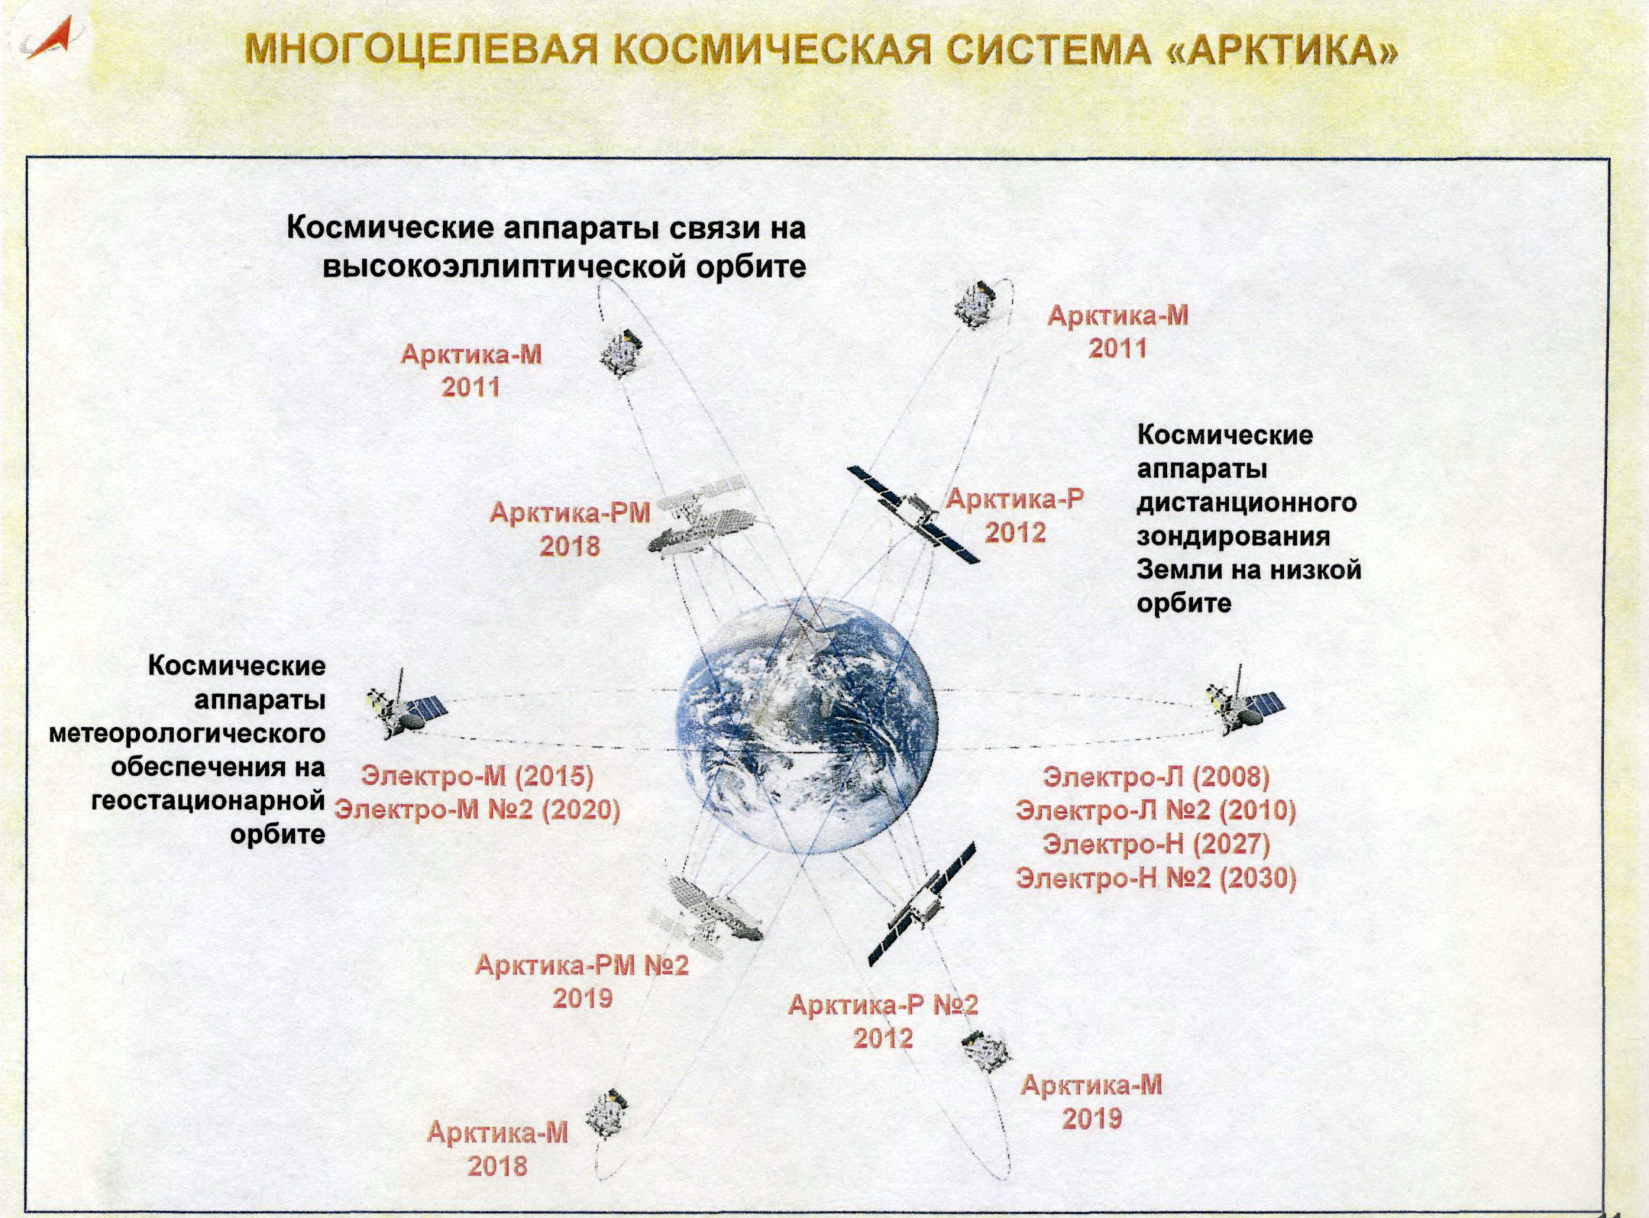 МНОГОЦЕЛЕВАЯ КОСМИЧЕСКАЯ СИСТЕМА «АРКТИКА»
Космические аппараты связи на
высокоэллиптической орбите
Арктика-М
2011
Арктика-М
2011
Космические
аппараты
дистанционного
зондирования
Земли на низкой
орбите
Арктика-РМ
2018
Арктика-Р
2012
Космические
аппараты
метеорологического
обеспечения на
геостационарной
орбите
Электро-М (2015)
Электро-М №2 (2020)
Электро-Л (2008)
Электро-Л №2 (2010)
Электро-Н (2027)
Электро-Н №2 (2030)
Арктика-РМ №2
2019
Арктика-Р №2
2012
Арктика-М
2019
Арктика-М
2018